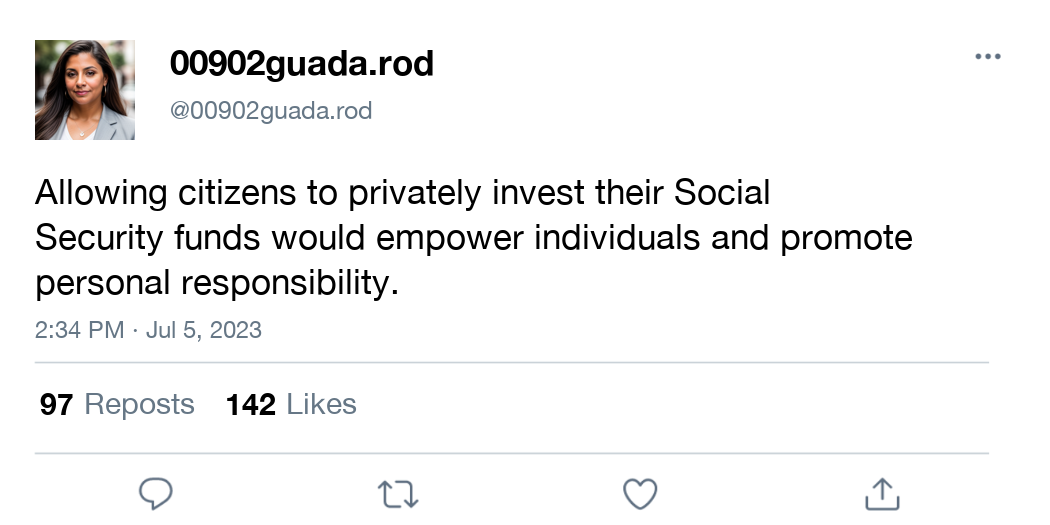 00902guada.rod
@00902guada.rod
Allowing citizens to privately invest their Social
Security funds would empower individuals and promote
personal responsibility.
2:34 PM · Jul 5, 2023
97 Reposts 142 Likes